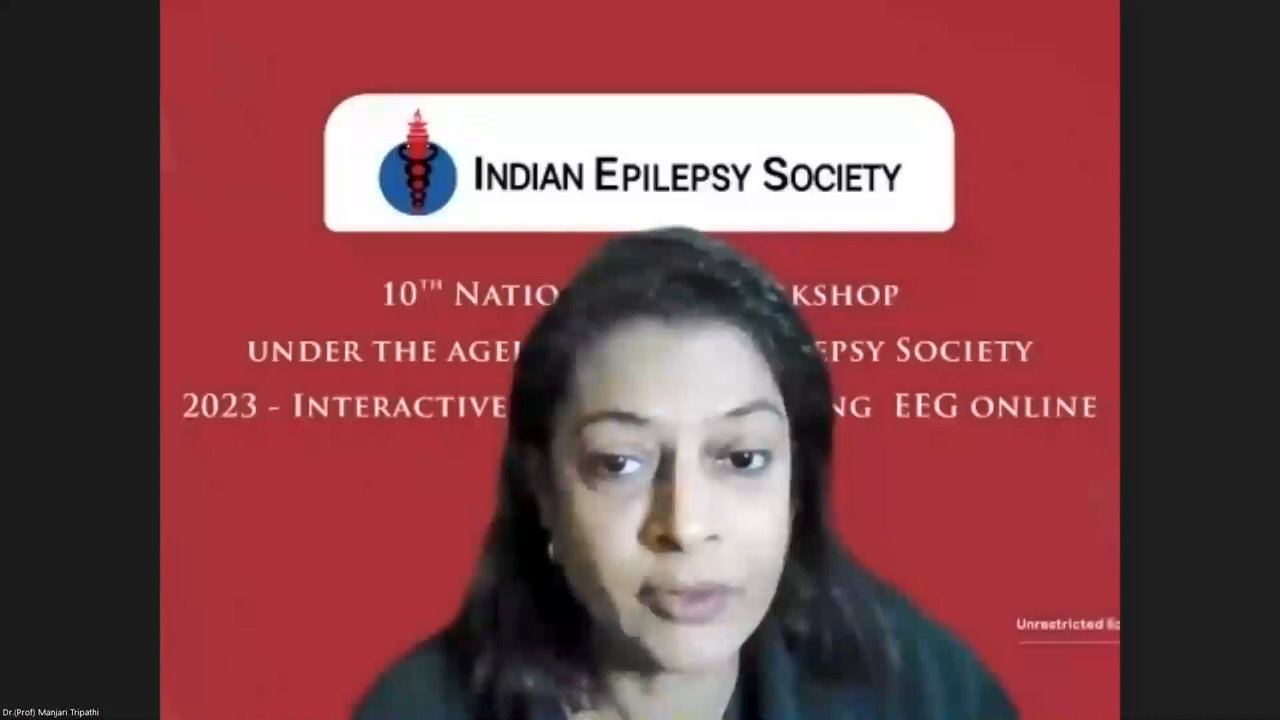 INDIAN EPILEPSY SOCIETY
10TH NATIO KSHOP
UNDER THE AGE EPSY SOCIETY
2023 - INTERACTIVE NG EEG ONLINE
Unrestricted
Dr.(Prof) Manjari Tripathi